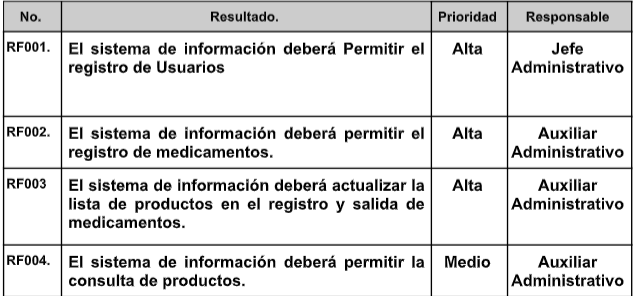 No. Resultado. Prioridad Responsable
RF001. El sistema de información deberá Permitir el Alta Jefe
registro de Usuarios Administrativo
RF002. El sistema de información deberá permitir el Alta Auxiliar
registro de medicamentos. Administrativo
RF003 El sistema de información deberá actualizar la Alta Auxiliar
lista de productos en el registro y salida de Administrativo
medicamentos.
RF004. El sistema de información deberá permitir la Medio Auxiliar
consulta de productos. Administrativo